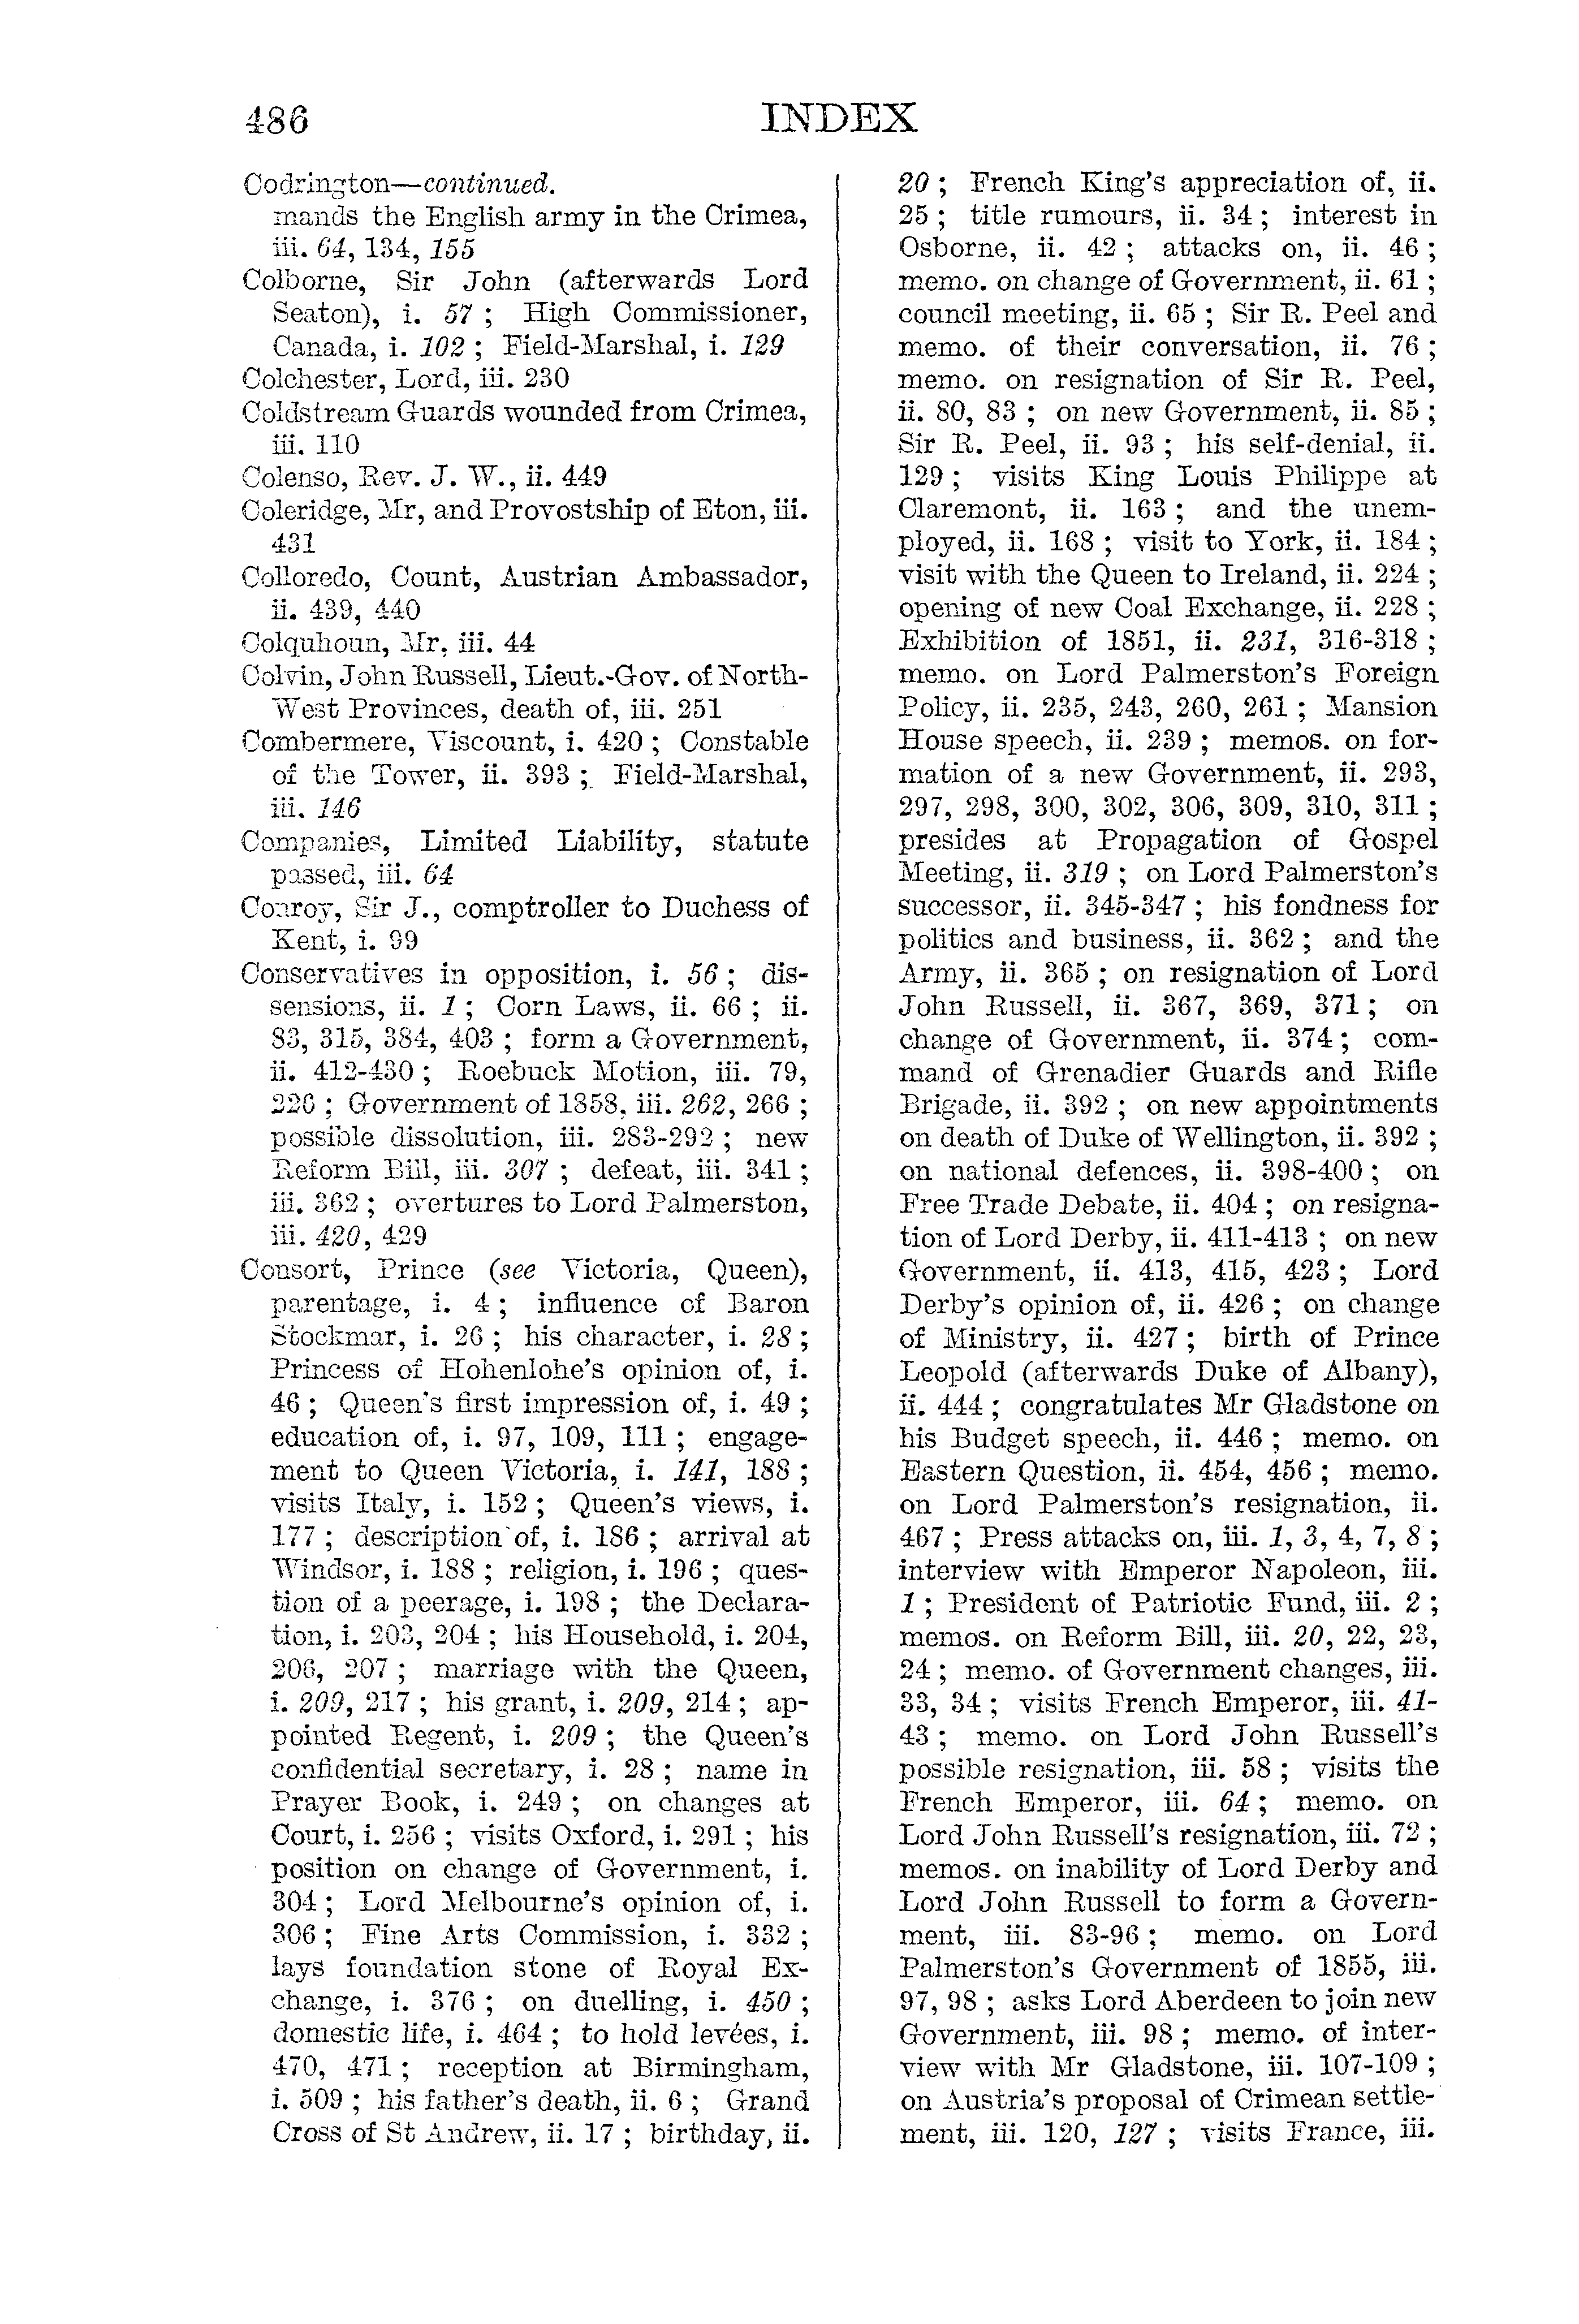 486 INDEX
Codrington—continued.
mands the English army in the Crimea,
iii. 64, 134, 155
Colborne, Sir John (afterwards Lord
Seaton), i. 57 ; High Commissioner,
Canada, i. 102 ; Field-Marshal, i. 129
Colchester, Lord, iii. 230
Coldstream Guards wounded from Crimea,
iii. 110
Colenso, Rev. J. W., ii. 449
Coleridge, Mr, and Provostship of Eton, iii.
431
Colloredo, Count, Austrian Ambassador,
ii. 439, 440
Colquhoun, Mr, iii. 44
Colvin, John Russell, Lieut.-Gov. of North-
West Provinces, death of, iii. 251
Combermere, Viscount, i. 420 ; Constable
of the Tower, ii. 393 ; Field-Marshal,
iii. 146
Companies, Limited Liability, statute
passed, iii. 64
Conroy, Sir J., comptroller to Duchess of
Kent, i. 99
Conservatives in opposition, i. 56 ; dis-
sensions, ii. 1 ; Corn Laws, ii. 66 ; ii.
83, 315, 384, 403 ; form a Government,
ii. 412-430 ; Roebuck Motion, iii. 79,
226 ; Government of 1858, iii. 262, 266 ;
possible dissolution, iii. 283-292 ; new
Reform Bill, iii. 307 ; defeat, iii. 341 ;
iii. 362 ; overtures to Lord Palmerston,
iii. 420, 429
Consort, Prince (see Victoria, Queen),
parentage, i. 4 ; influence of Baron
Stockmar, i. 26 ; his character, i. 28 ;
Princess of Hohenlohe's opinion of, i.
46 ; Queen's first impression of, i. 49 ;
education of, i. 97, 109, 111 ; engage-
ment to Queen Victoria, i. 141, 188 ;
visits Italy, i. 152 ; Queen's views, i.
177 ; description of, i. 186 ; arrival at
Windsor, i. 188 ; religion, i. 196 ; ques-
tion of a peerage, i. 198 ; the Declara-
tion, i. 203, 204 ; his Household, i. 204,
206, 207 ; marriage with the Queen,
i. 209, 217 ; his grant, i. 209, 214 ; ap-
pointed Regent, i. 209 ; the Queen's
confidential secretary, i. 28 ; name in
Prayer Book, i. 249 ; on changes at
Court, i. 256 ; visits Oxford, i. 291 ; his
position on change of Government, i.
304 ; Lord Melbourne's opinion of, i.
306 ; Fine Arts Commission, i. 332 ;
lays foundation stone of Royal Ex-
change, i. 376 ; on duelling, i. 450 ;
domestic life, i. 464 ; to hold levées, i.
470, 471 ; reception at Birmingham,
i. 509 ; his father's death, ii. 6 ; Grand
Cross of St Andrew, ii. 17 ; birthday, ii.
20 ; French King's appreciation of, ii.
25 ; title rumours, ii. 34 ; interest in
Osborne, ii. 42 ; attacks on, ii. 46 ;
memo. on change of Government, ii. 61 ;
council meeting, ii. 65 ; Sir R. Peel and
memo. of their conversation, ii. 76 ;
memo. on resignation of Sir R. Peel,
ii. 80, 83 ; on new Government, ii. 85 ;
Sir R. Peel, ii. 93 ; his self-denial, ii.
129 ; visits King Louis Philippe at
Claremont, ii. 163 ; and the unem-
ployed, ii. 168 ; visit to York, ii. 184 ;
visit with the Queen to Ireland, ii. 224 ;
opening of new Coal Exchange, ii. 228 ;
Exhibition of 1851, ii. 231, 316-318 ;
memo. on Lord Palmerston's Foreign
Policy, ii. 235, 243, 260, 261 ; Mansion
House speech, ii. 239 ; memos. on for-
mation of a new Government, ii. 293,
297, 298, 300, 302, 306, 309, 310, 311 ;
presides at Propagation of Gospel
Meeting, ii. 319 ; on Lord Palmerston's
successor, ii. 345-347 ; his fondness for
politics and business, ii. 362 ; and the
Army, ii. 365 ; on resignation of Lord
John Russell, ii. 367, 369, 371 ; on
change of Government, ii. 374 ; com-
mand of Grenadier Guards and Rifle
Brigade, ii. 392 ; on new appointments
on death of Duke of Wellington, ii. 392 ;
on national defences, ii. 398-400 ; on
Free Trade Debate, ii. 404 ; on resigna-
tion of Lord Derby, ii. 411-413 ; on new
Government, ii. 413, 415, 423 ; Lord
Derby's opinion of, ii. 426 ; on change
of Ministry, ii. 427 ; birth of Prince
Leopold (afterwards Duke of Albany),
ii. 444 ; congratulates Mr Gladstone on
his Budget speech, ii. 446 ; memo. on
Eastern Question, ii. 454, 456 ; memo.
on Lord Palmerston's resignation, ii.
467 ; Press attacks on, iii. 1, 3, 4, 7, 8 ;
interview with Emperor Napoleon, iii.
1 ; President of Patriotic Fund, iii. 2 ;
memos. on Reform Bill, iii. 20, 22, 23,
24 ; memo. of Government changes, iii.
33, 34 ; visits French Emperor, iii. 41-
43 ; memo. on Lord John Russell's
possible resignation, iii. 58 ; visits the
French Emperor, iii. 64 ; memo. on
Lord John Russell's resignation, iii. 72 ;
memos. on inability of Lord Derby and
Lord John Russell to form a Govern-
ment, iii. 83-96 ; memo. on Lord
Palmerston's Government of 1855, iii.
97, 98 ; asks Lord Aberdeen to join new
Government, iii. 98 ; memo. of inter-
view with Mr Gladstone, iii. 107-109 ;
on Austria's proposal of Crimean settle-
ment, iii. 120, 127 ; visits France, iii.